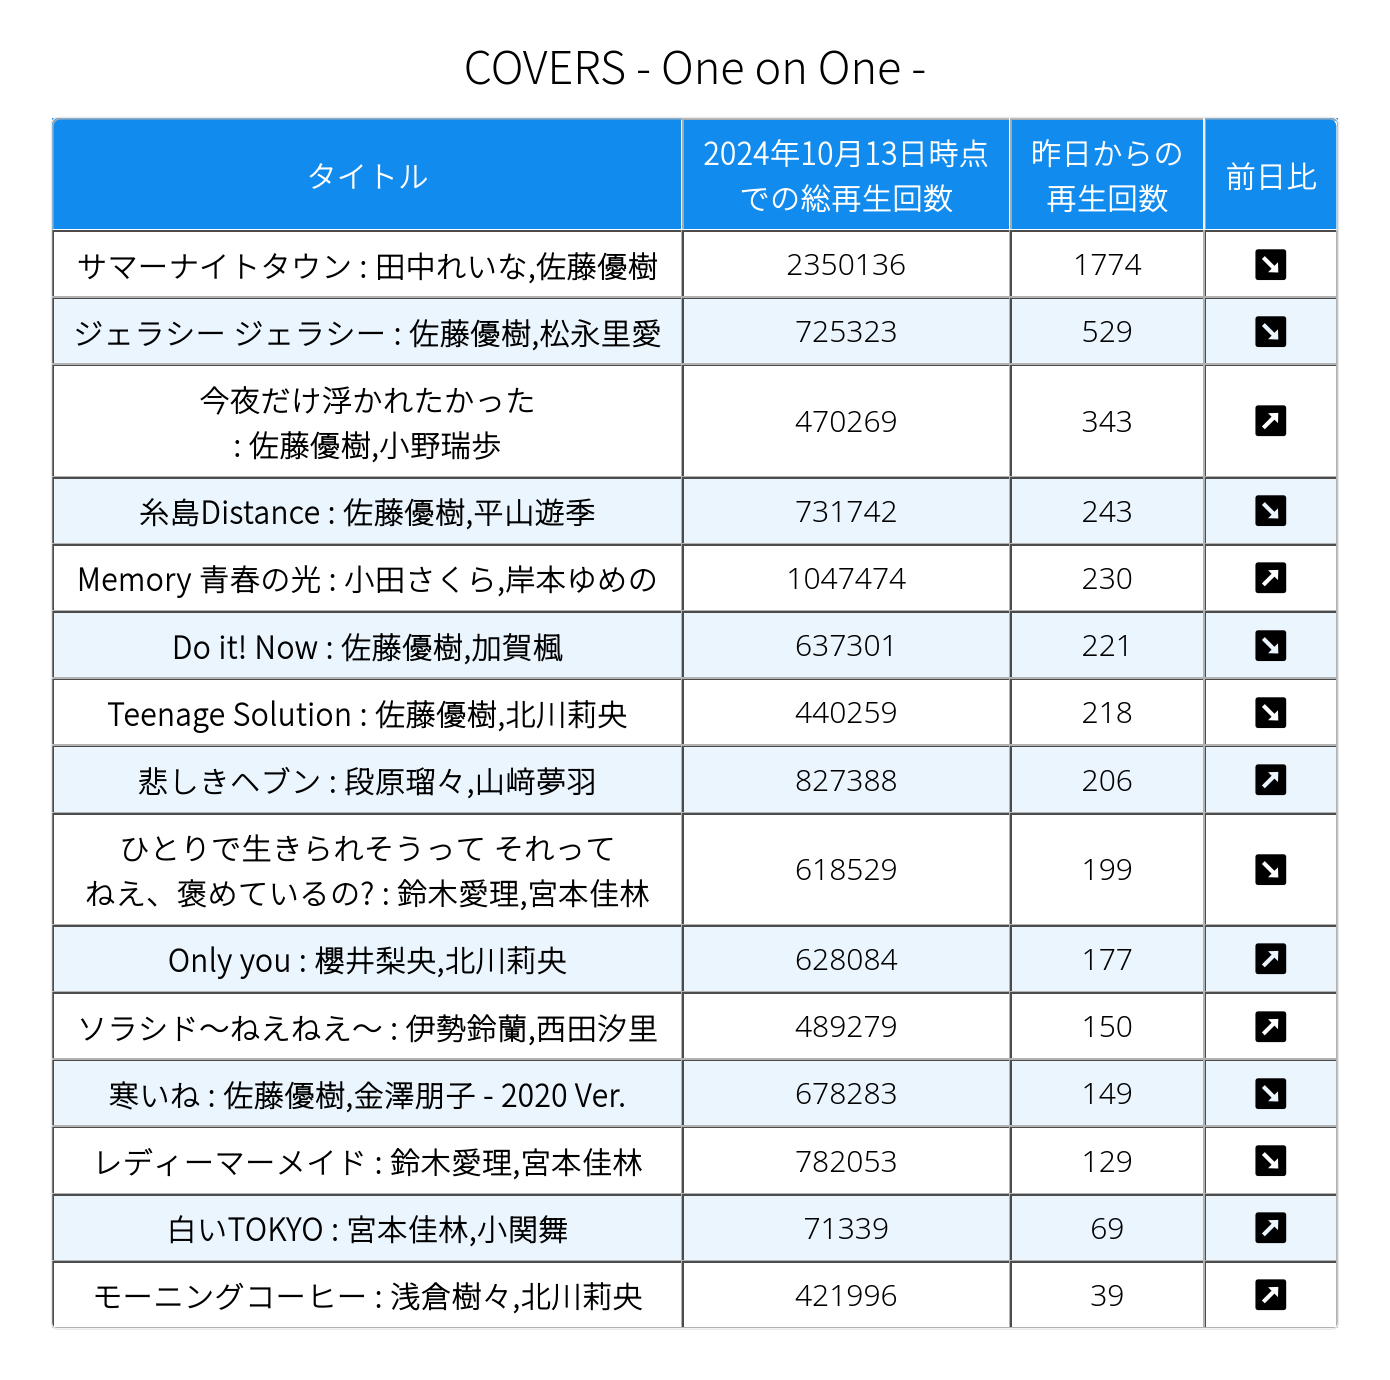 COVERS - One on One -
タイトル
2024年10月13日時点
での総再生回数
昨日からの
再生回数
前日比
サマーナイトタウン : 田中れいな,佐藤優樹 2350136 1774
ジェラシー ジェラシー : 佐藤優樹,松永里愛 725323 529
今夜だけ浮かれたかった
: 佐藤優樹,小野瑞歩 470269 343
糸島Distance : 佐藤優樹,平山遊季 731742 243
Memory 青春の光 : 小田さくら,岸本ゆめの 1047474 230
Do it! Now : 佐藤優樹,加賀楓 637301 221
Teenage Solution : 佐藤優樹,北川莉央 440259 218
悲しきヘブン : 段原瑠々,山﨑夢羽 827388 206
ひとりで生きられそうって それって
ねえ、褒めているの? : 鈴木愛理,宮本佳林 618529 199
Only you : 櫻井梨央,北川莉央 628084 177
ソラシド〜ねえねえ〜 : 伊勢鈴蘭,西田汐里 489279 150
寒いね : 佐藤優樹,金澤朋子 - 2020 Ver. 678283 149
レディーマーメイド : 鈴木愛理,宮本佳林 782053 129
白いTOKYO : 宮本佳林,小関舞 71339 69
モーニングコーヒー : 浅倉樹々,北川莉央 421996 39